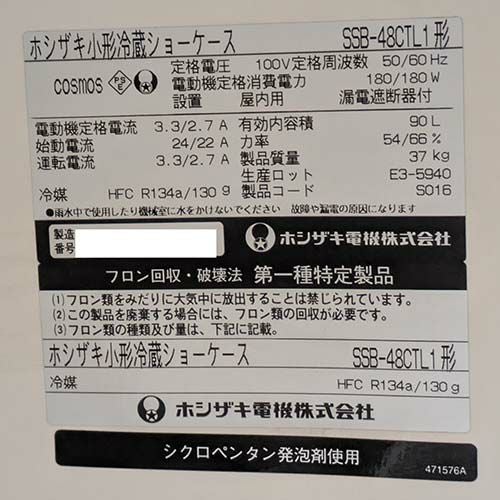 ホシザキ小形冷蔵ショーケース SSB-48CTL1形
定格電圧 100V 定格周波数 50/60 Hz
COSMOS PSE 電動機定格消費電力 180/180 W
設置 屋内用 漏電遮断器付
電動機定格電流 3.3/2.7 A 有効内容積 90 L
始動電流 24/22 A 力率 54/66 %
運転電流 3.3/2.7 A 製品質量 37 kg
生産ロット E3-5940
冷媒 HFC R134a/130 g 製品コード S016
●雨水中で使用したり機械室に水をかけないでください 故障や漏電の原因になります
製造番号 ホシザキ電機株式会社
フロン回収・破壊法 第一種特定製品
(1) フロン類をみだりに大気中に放出することは禁じられています。
(2) この製品を廃棄する場合には、フロン類の回収が必要です。
(3) フロン類の種類及び量は、下記に記載。
ホシザキ小形冷蔵ショーケース SSB-48CTL1形
冷媒 HFC R134a/130 g
ホシザキ電機株式会社
シクロペンタン発泡剤使用
471576A